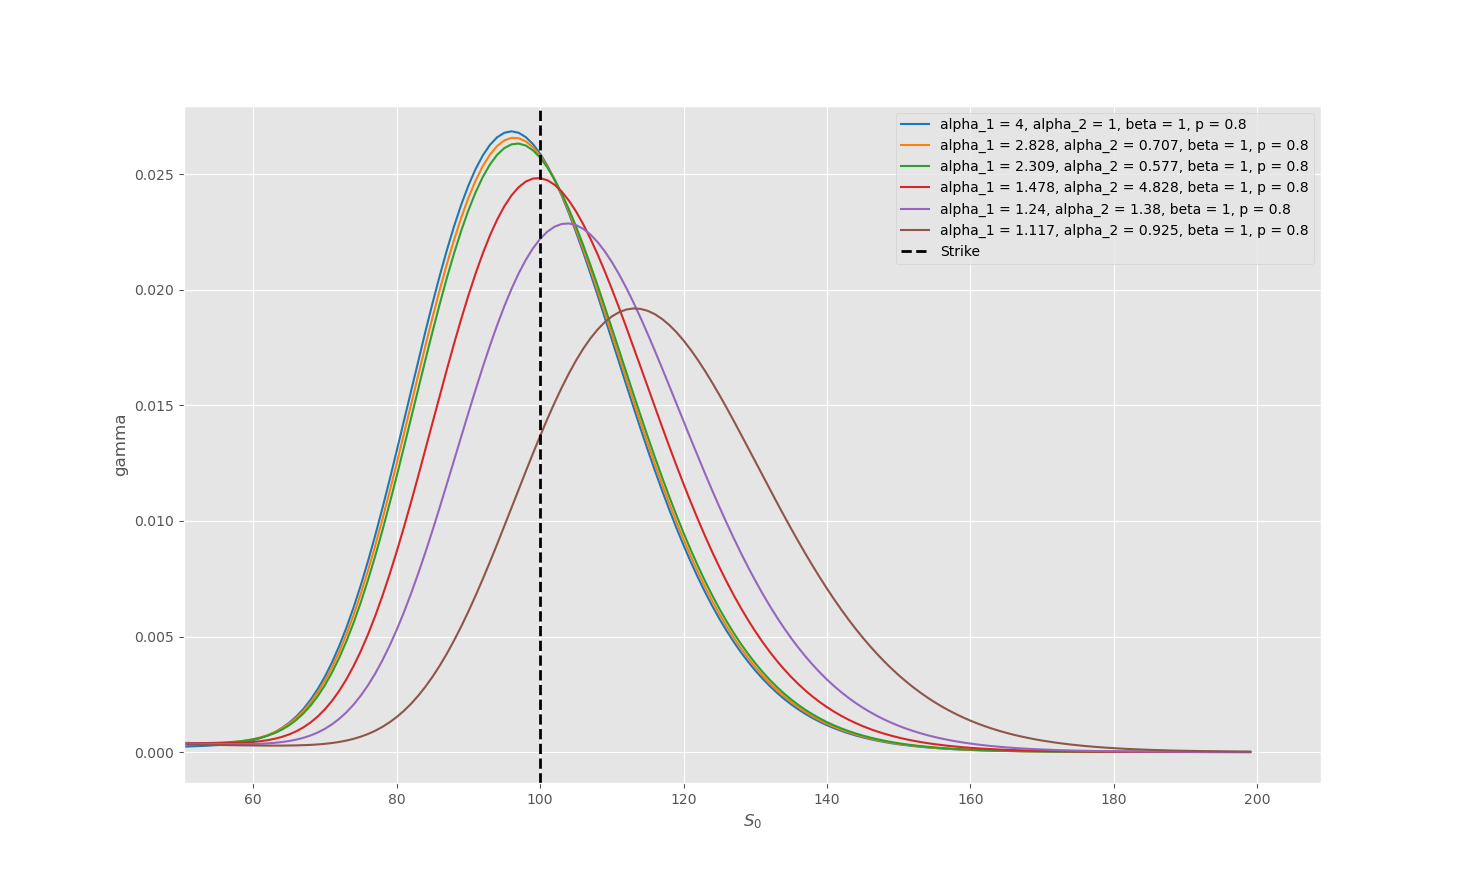 alpha_1 = 4, alpha_2 = 1, beta = 1, p = 0.8
alpha_1 = 2.828, alpha_2 = 0.707, beta = 1, p = 0.8
alpha_1 = 2.309, alpha_2 = 0.577, beta = 1, p = 0.8
alpha_1 = 1.478, alpha_2 = 4.828, beta = 1, p = 0.8
alpha_1 = 1.24, alpha_2 = 1.38, beta = 1, p = 0.8
alpha_1 = 1.117, alpha_2 = 0.925, beta = 1, p = 0.8
Strike
0.025
0.020
0.015
0.010
0.005
0.000
gamma
60 80 100 120 140 160 180 200
S_0